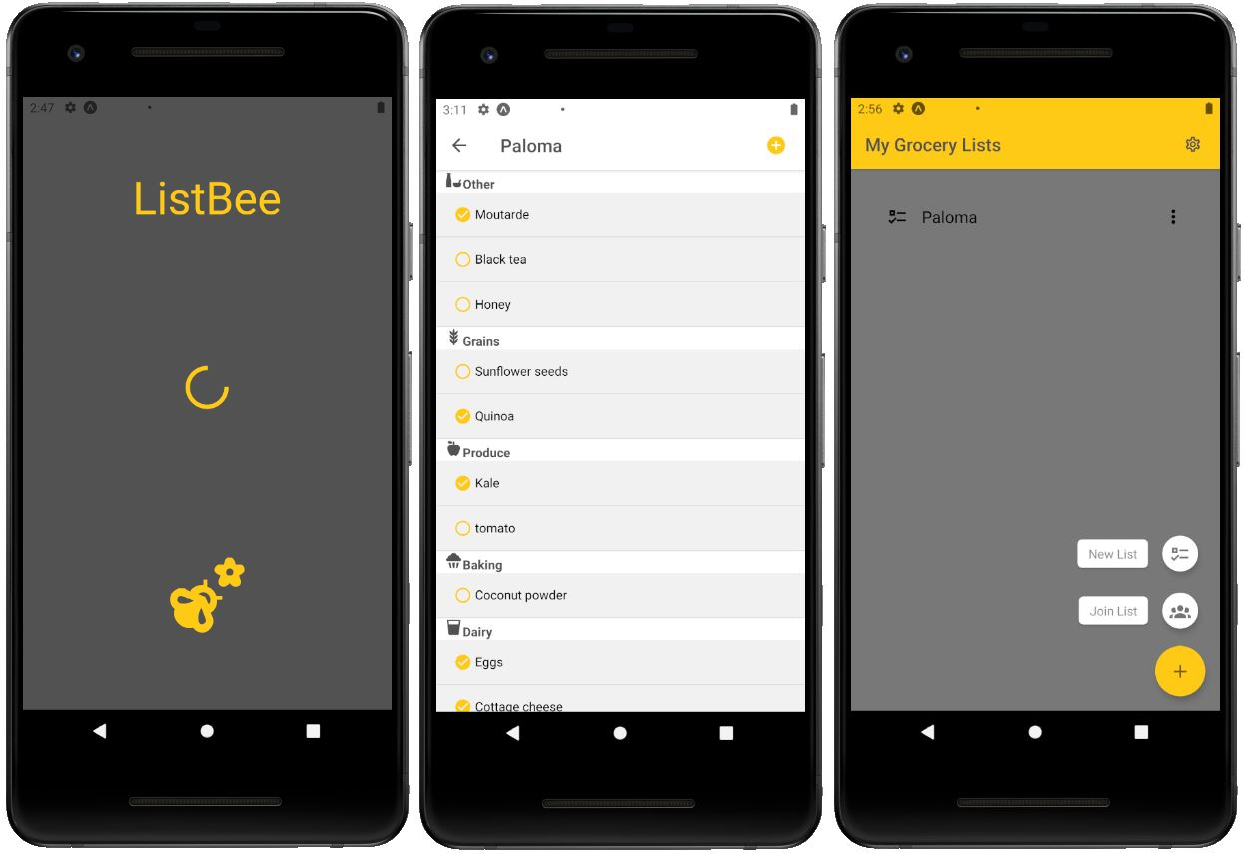 2:47
ListBee
3:11
Paloma
Other
Moutarde
Black tea
Honey
Grains
Sunflower seeds
Quinoa
Produce
Kale
tomato
Baking
Coconut powder
Dairy
Eggs
Cottage cheese
2:56
My Grocery Lists
Paloma
New List
Join List